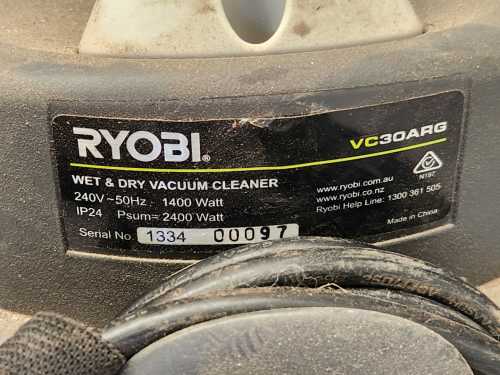 RYOBI®
VC30ARG
WET & DRY VACUUM CLEANER
240V ~ 50Hz : 1400 Watt
IP24 Psum= 2400 Watt
Serial No. 1334 00097
N197
www.ryobi.com.au
www.ryobi.co.nz
Ryobi Help Line: 1300 361 505
Made in China